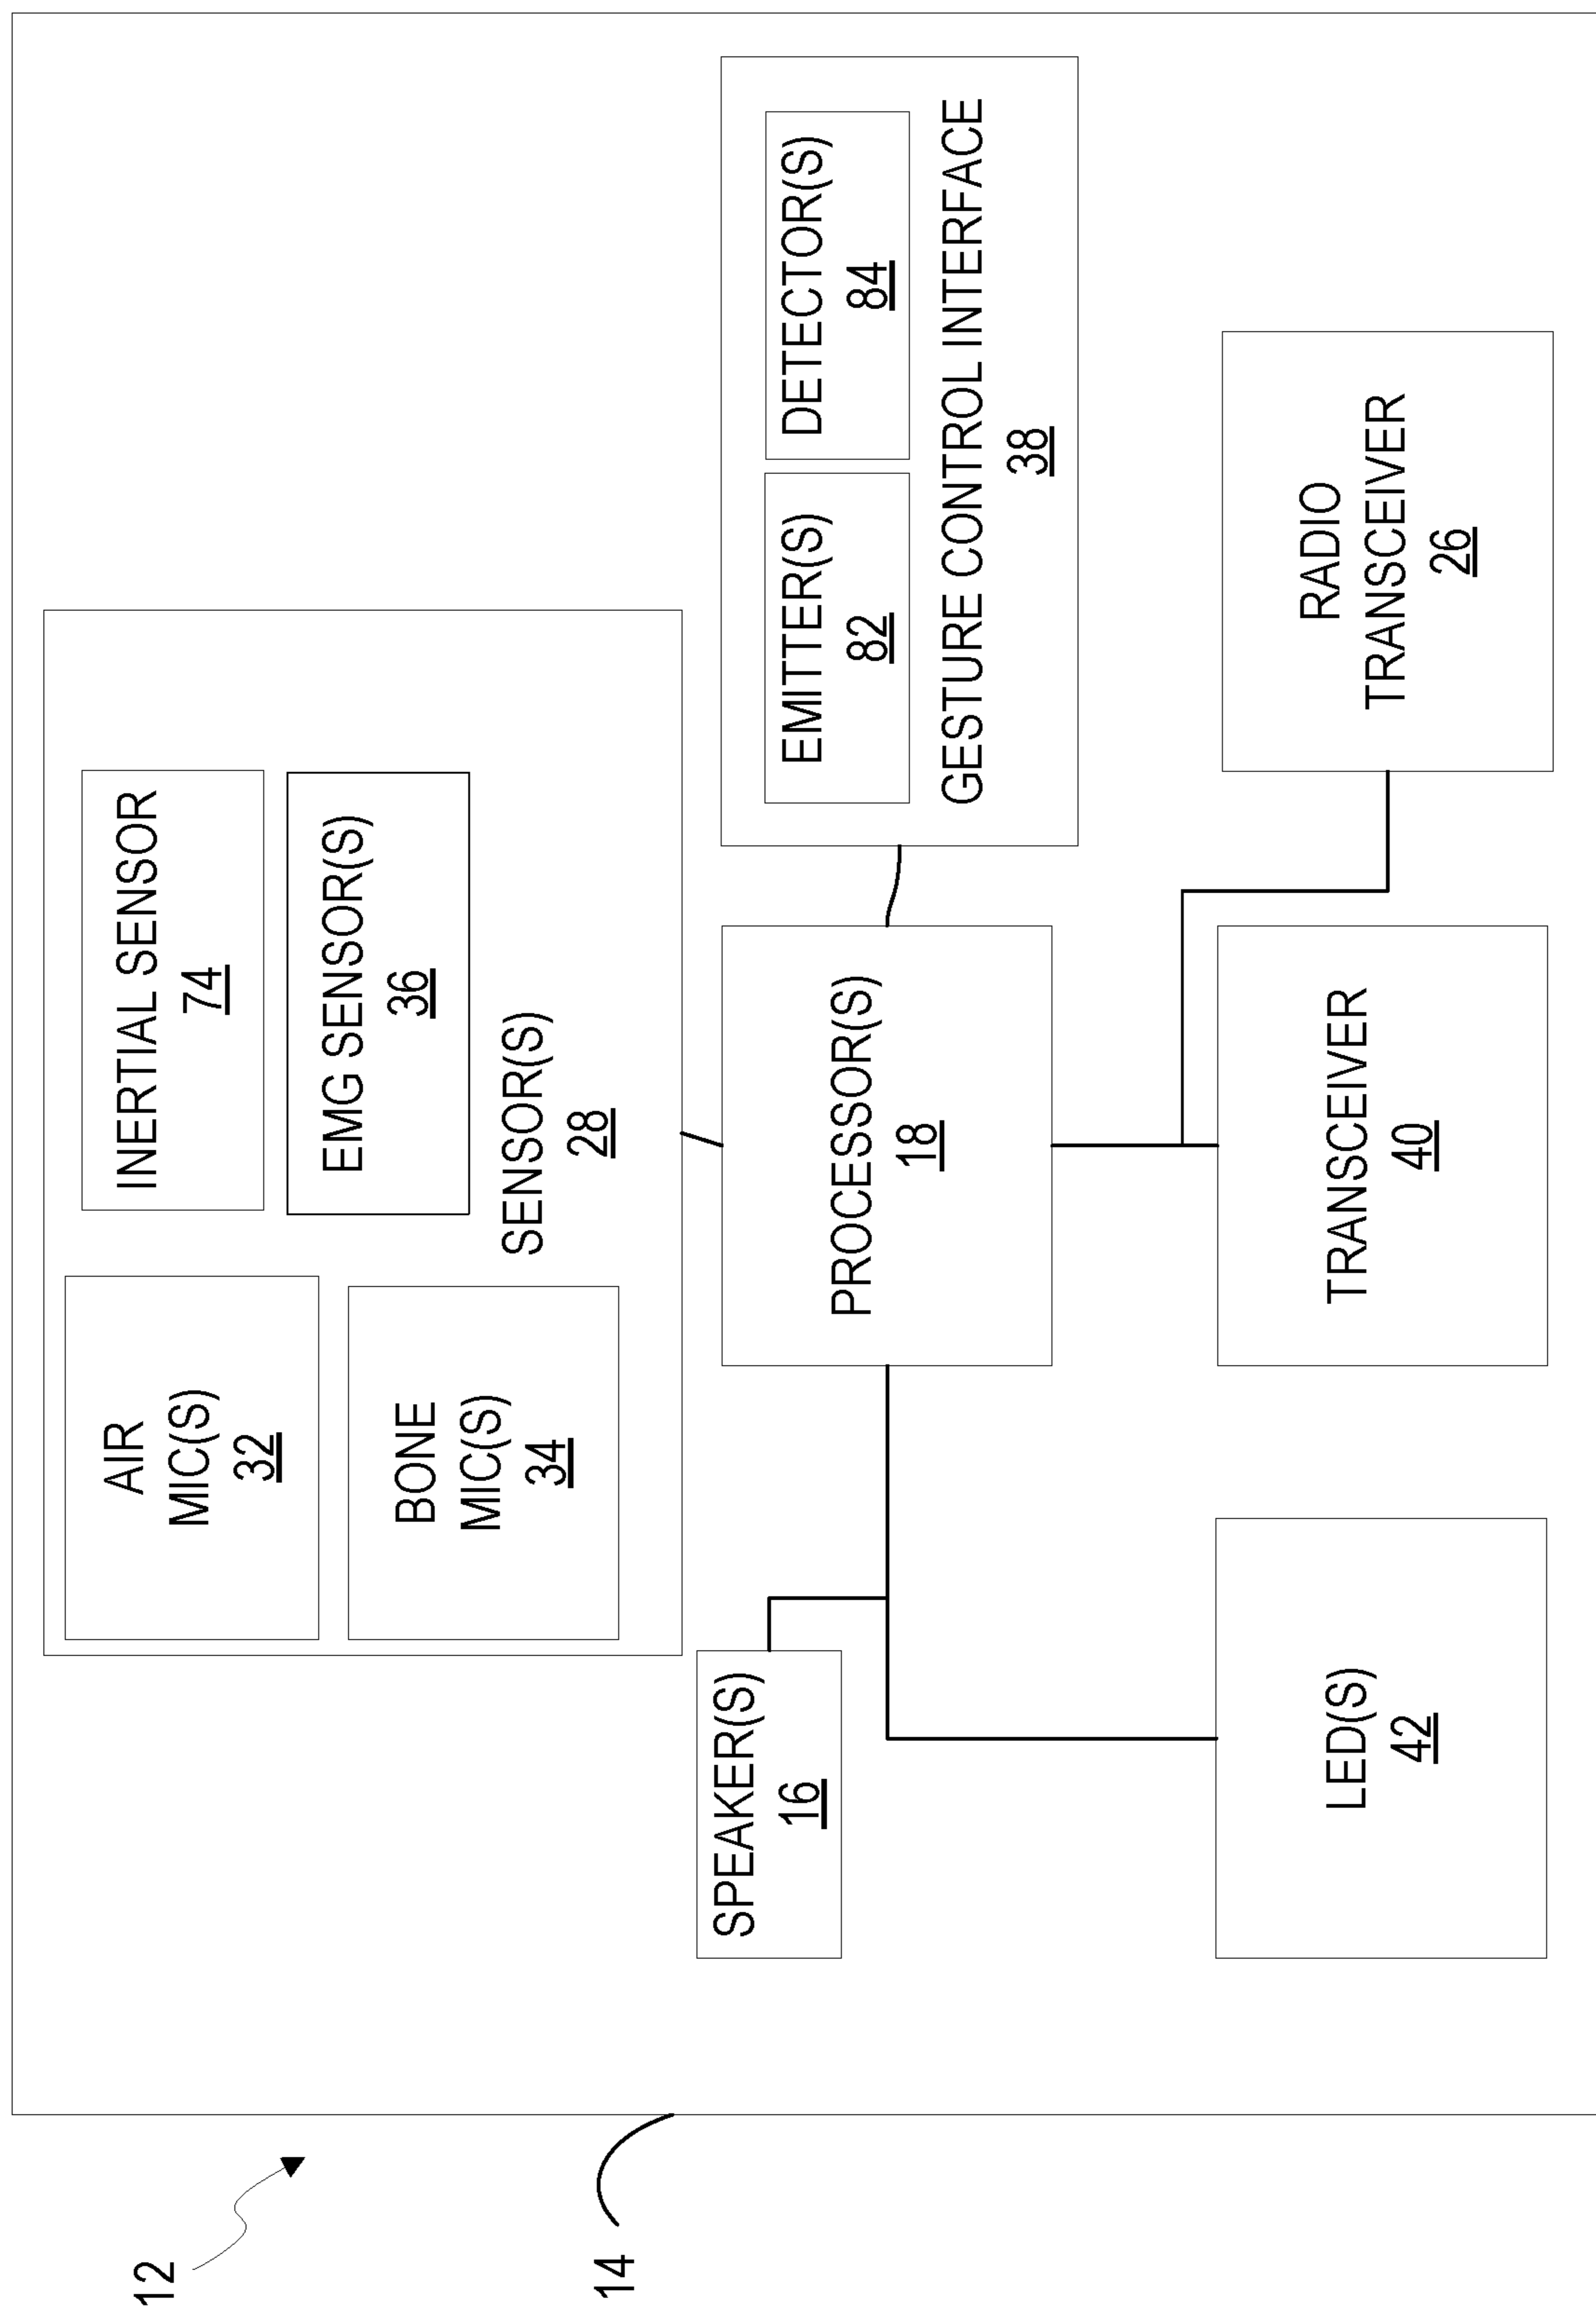 12
14
AIR
MIC(S)
32
BONE
MIC(S)
34
INERTIAL SENSOR
74
EMG SENSOR(S)
36
SENSOR(S)
28
SPEAKER(S)
16
PROCESSOR(S)
18
EMITTER(S)
82
DETECTOR(S)
84
GESTURE CONTROL INTERFACE
38
LED(S)
42
TRANSCEIVER
40
RADIO
TRANSCEIVER
26